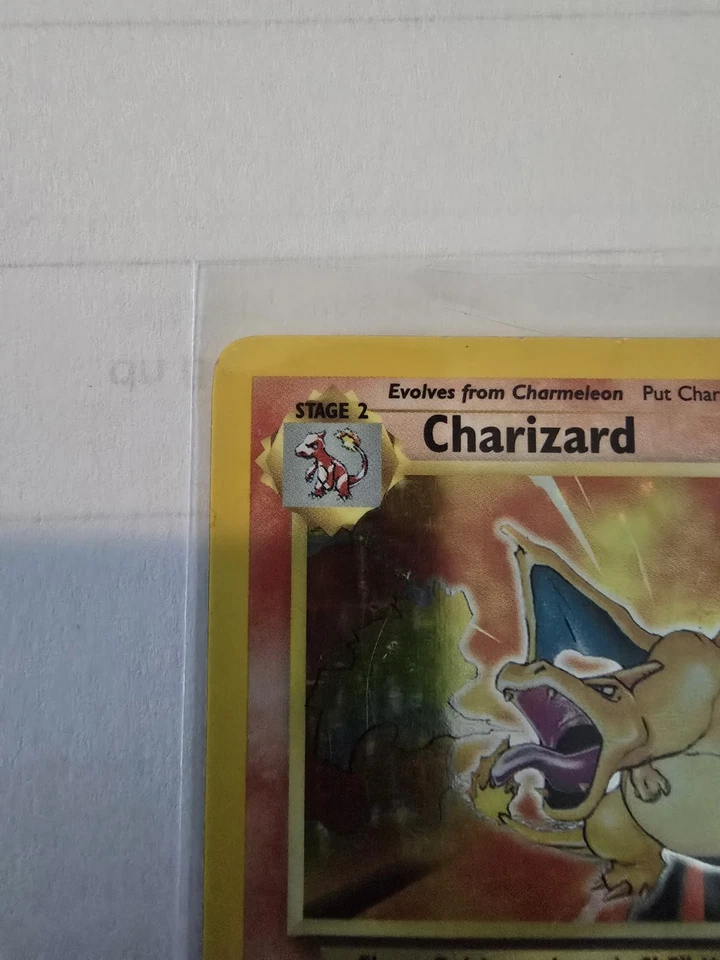 Evolves from Charmeleon Put Char
STAGE 2
Charizard